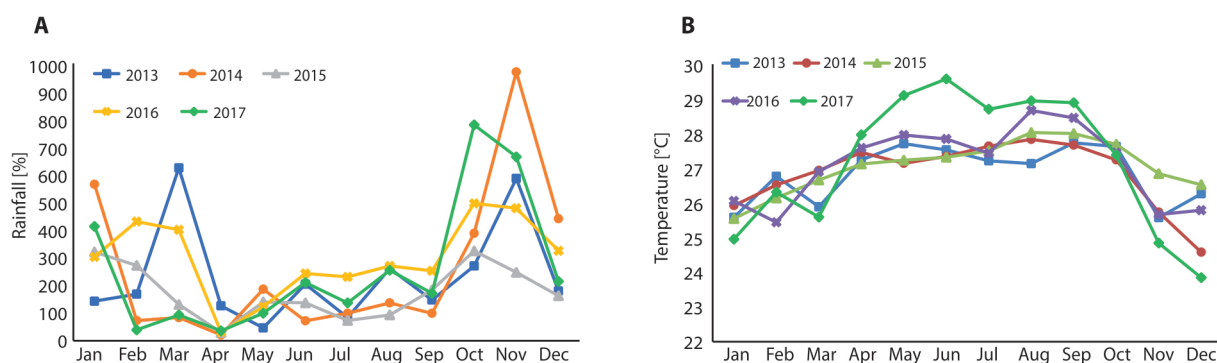 A
2013 2014 2015
2016 2017
Rainfall [%]
1000
900
800
700
600
500
400
300
200
100
0
Jan Feb Mar Apr May Jun Jul Aug Sep Oct Nov Dec
B
2013 2014 2015
2016 2017
Temperature [°C]
30
29
28
27
26
25
24
23
22
Jan Feb Mar Apr May Jun Jul Aug Sep Oct Nov Dec